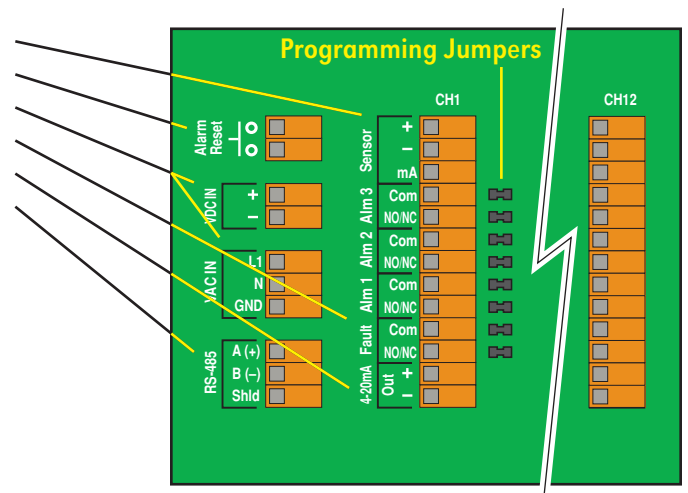 Programming Jumpers
CH1
CH12
Alarm
Reset
VDC IN
+
–
VAC IN
L1
N
GND
RS-485
A (+)
B (–)
Shld
Sensor
+
–
mA
Alm 3
Com
NO/NC
Alm 2
Com
NO/NC
Alm 1
Com
NO/NC
Fault
Com
NO/NC
4-20mA
Out
+
–